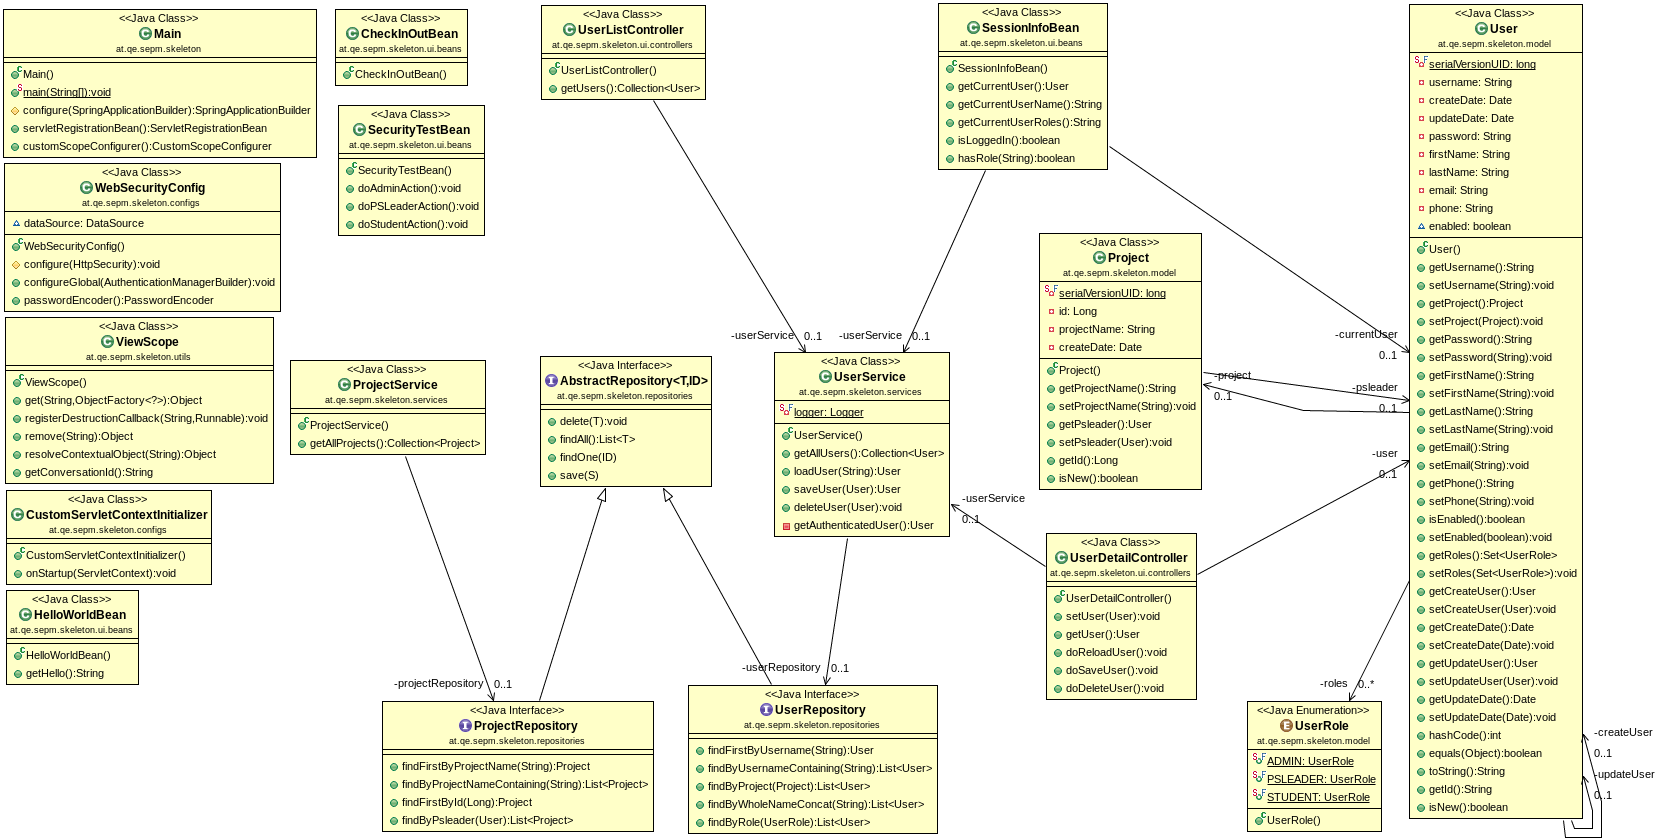 <<Java Class>>
Main
at.qe.sepm.skeleton
Main()
main(String[]):void
configure(SpringApplicationBuilder):SpringApplicationBuilder
servletRegistrationBean():ServletRegistrationBean
customScopeConfigurer():CustomScopeConfigurer
<<Java Class>>
WebSecurityConfig
at.qe.sepm.skeleton.configs
dataSource: DataSource
WebSecurityConfig()
configure(HttpSecurity):void
configureGlobal(AuthenticationManagerBuilder):void
passwordEncoder():PasswordEncoder
<<Java Class>>
ViewScope
at.qe.sepm.skeleton.utils
ViewScope()
get(String,ObjectFactory<?>):Object
registerDestructionCallback(String,Runnable):void
remove(String):Object
resolveContextualObject(String):Object
getConversationId():String
<<Java Class>>
CustomServletContextInitializer
at.qe.sepm.skeleton.configs
CustomServletContextInitializer()
onStartup(ServletContext):void
<<Java Class>>
HelloWorldBean
at.qe.sepm.skeleton.ui.beans
HelloWorldBean()
getHello():String
<<Java Class>>
CheckInOutBean
at.qe.sepm.skeleton.ui.beans
CheckInOutBean()
<<Java Class>>
SecurityTestBean
at.qe.sepm.skeleton.ui.beans
SecurityTestBean()
doAdminAction():void
doPSLeaderAction():void
doStudentAction():void
<<Java Class>>
ProjectService
at.qe.sepm.skeleton.services
ProjectService()
getAllProjects():Collection<Project>
-projectRepository
0..1
<<Java Interface>>
ProjectRepository
at.qe.sepm.skeleton.repositories
findFirstByProjectName(String):Project
findByProjectNameContaining(String):List<Project>
findFirstById(Long):Project
findByPsleader(User):List<Project>
<<Java Class>>
UserListController
at.qe.sepm.skeleton.ui.controllers
UserListController()
getUsers():Collection<User>
-userService
0..1
<<Java Interface>>
AbstractRepository<T,ID>
at.qe.sepm.skeleton.repositories
delete(T):void
findAll():List<T>
findOne(ID)
save(S)
<<Java Class>>
SessionInfoBean
at.qe.sepm.skeleton.ui.beans
SessionInfoBean()
getCurrentUser():User
getCurrentUserName():String
getCurrentUserRoles():String
isLoggedIn():boolean
hasRole(String):boolean
-userService
0..1
-currentUser
0..1
<<Java Class>>
UserService
at.qe.sepm.skeleton.services
logger: Logger
UserService()
getAllUsers():Collection<User>
loadUser(String):User
saveUser(User):User
deleteUser(User):void
getAuthenticatedUser():User
-userRepository
0..1
<<Java Interface>>
UserRepository
at.qe.sepm.skeleton.repositories
findFirstByUsername(String):User
findByUsernameContaining(String):List<User>
findByProject(Project):List<User>
findByWholeNameConcat(String):List<User>
findByRole(UserRole):List<User>
<<Java Class>>
Project
at.qe.sepm.skeleton.model
serialVersionUID: long
id: Long
projectName: String
createDate: Date
Project()
getProjectName():String
setProjectName(String):void
getPsleader():User
setPsleader(User):void
getId():Long
isNew():boolean
-project
0..1
-psleader
0..1
-userService
0..1
<<Java Class>>
UserDetailController
at.qe.sepm.skeleton.ui.controllers
UserDetailController()
setUser(User):void
getUser():User
doReloadUser():void
doSaveUser():void
doDeleteUser():void
-user
0..1
-roles
0..*
<<Java Enumeration>>
UserRole
at.qe.sepm.skeleton.model
ADMIN: UserRole
PSLEADER: UserRole
STUDENT: UserRole
UserRole()
<<Java Class>>
User
at.qe.sepm.skeleton.model
serialVersionUID: long
username: String
createDate: Date
updateDate: Date
password: String
firstName: String
lastName: String
email: String
phone: String
enabled: boolean
User()
getUsername():String
setUsername(String):void
getProject():Project
setProject(Project):void
getPassword():String
setPassword(String):void
getFirstName():String
setFirstName(String):void
getLastName():String
setLastName(String):void
getEmail():String
setEmail(String):void
getPhone():String
setPhone(String):void
isEnabled():boolean
setEnabled(boolean):void
getRoles():Set<UserRole>
setRoles(Set<UserRole>):void
getCreateUser():User
setCreateUser(User):void
getCreateDate():Date
setCreateDate(Date):void
getUpdateUser():User
setUpdateUser(User):void
getUpdateDate():Date
setUpdateDate(Date):void
hashCode():int
equals(Object):boolean
toString():String
getId():String
isNew():boolean
-createUser
0..1
-updateUser
0..1